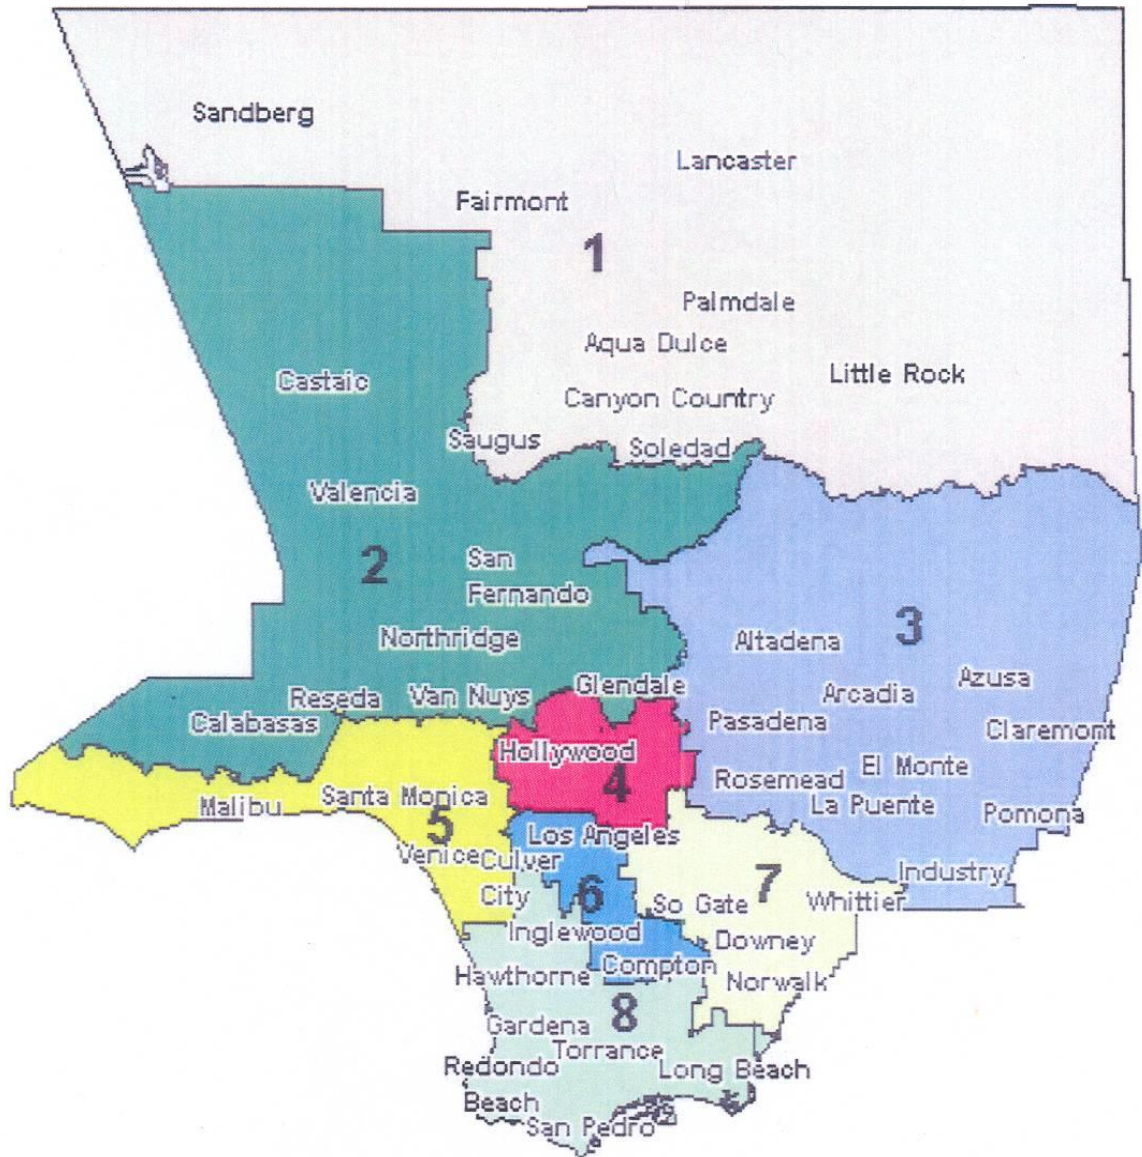 Sandberg
Lancaster
Fairmont
1
Palmdale
Aqua Dulce
Little Rock
Castaic
Canyon Country
Saugus
Soledad
Valencia
2
San
Fernando
3
Northridge
Altadena
Azusa
Glendale
Reseda
Van Nuys
Arcadia
Calabasas
Pasadena
Claremont
Hollywood
El Monte
Rosemead
4
Malibu
Santa Monica
La Puente
Pomona
5
Los Angeles
Venice
Culver
City
Industry
7
6
So Gate
Whittier
Inglewood
Downey
Hawthorne
Compton
Norwalk
8
Gardena
Torrance
Redondo
Beach
Long Beach
San Pedro